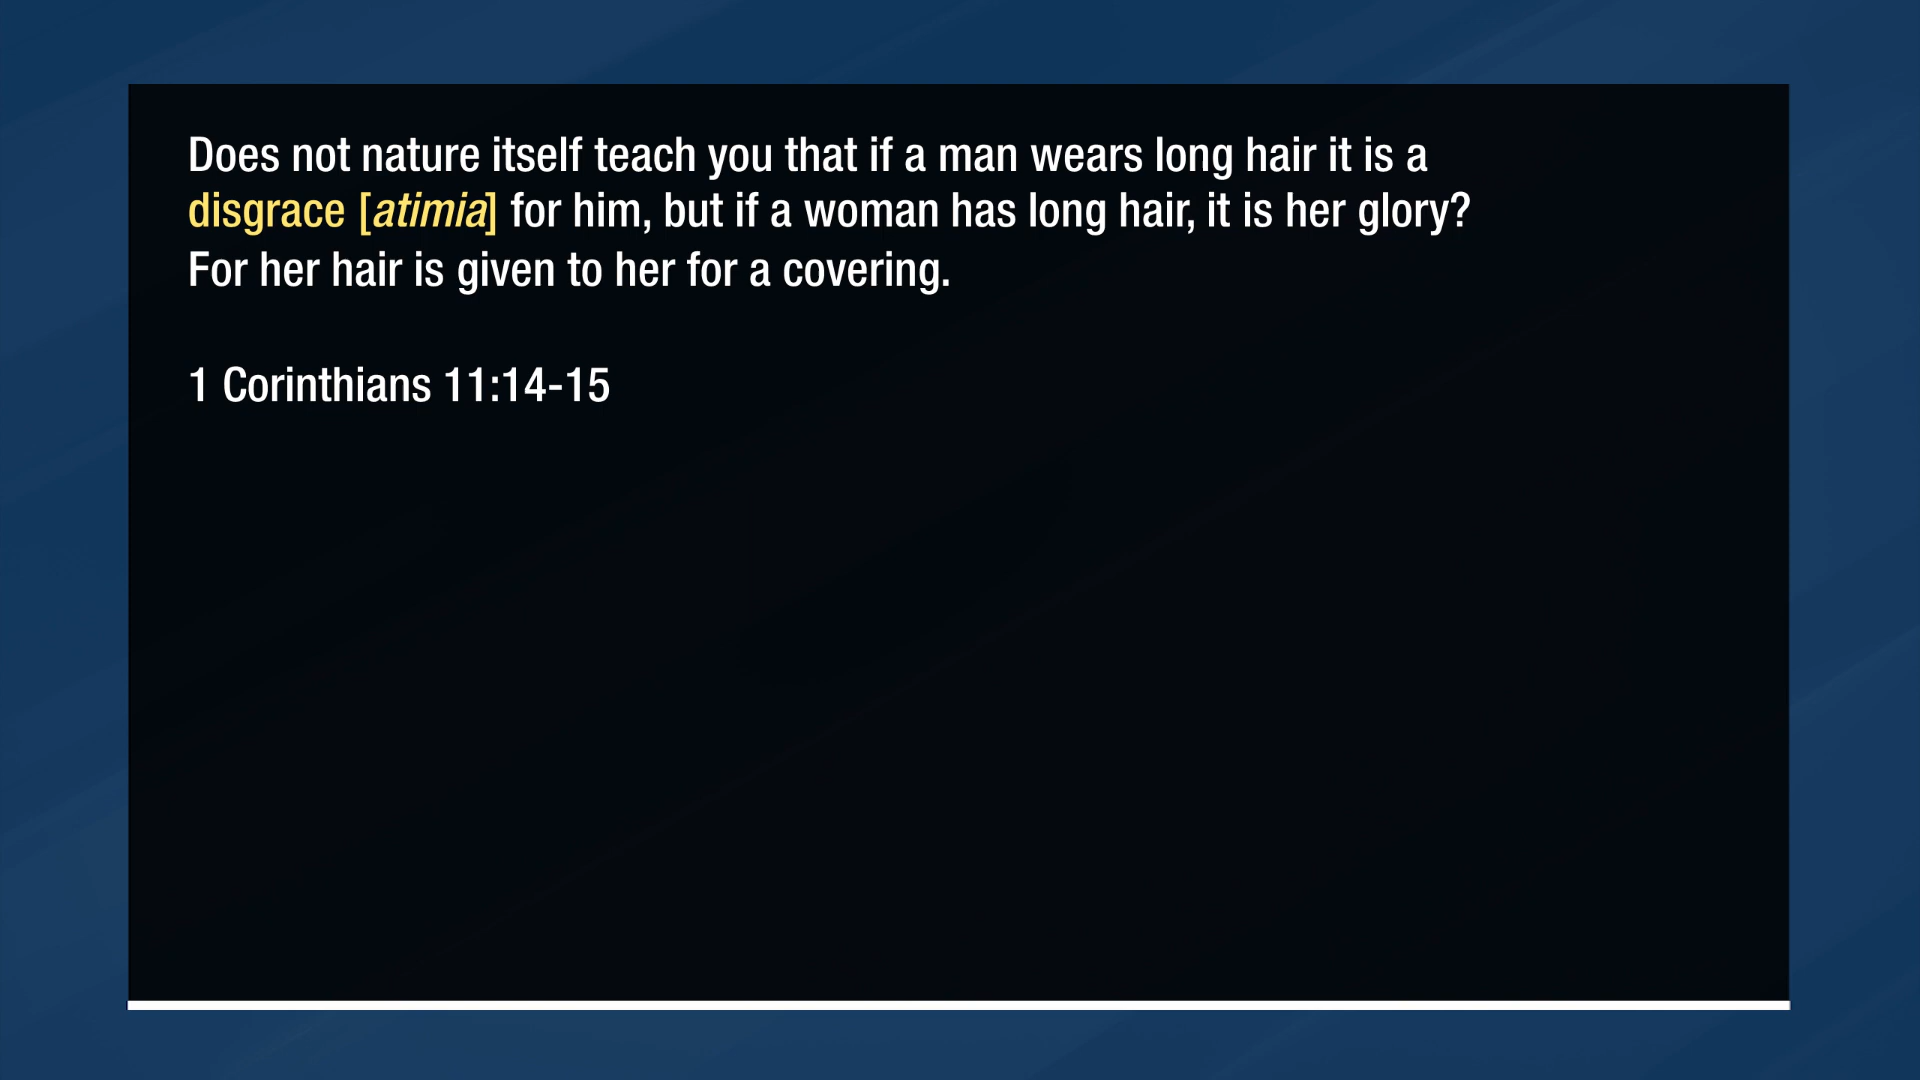 Does not nature itself teach you that if a man wears long hair it is a
disgrace [atimia] for him, but if a woman has long hair, it is her glory?
For her hair is given to her for a covering.
1 Corinthians 11:14-15